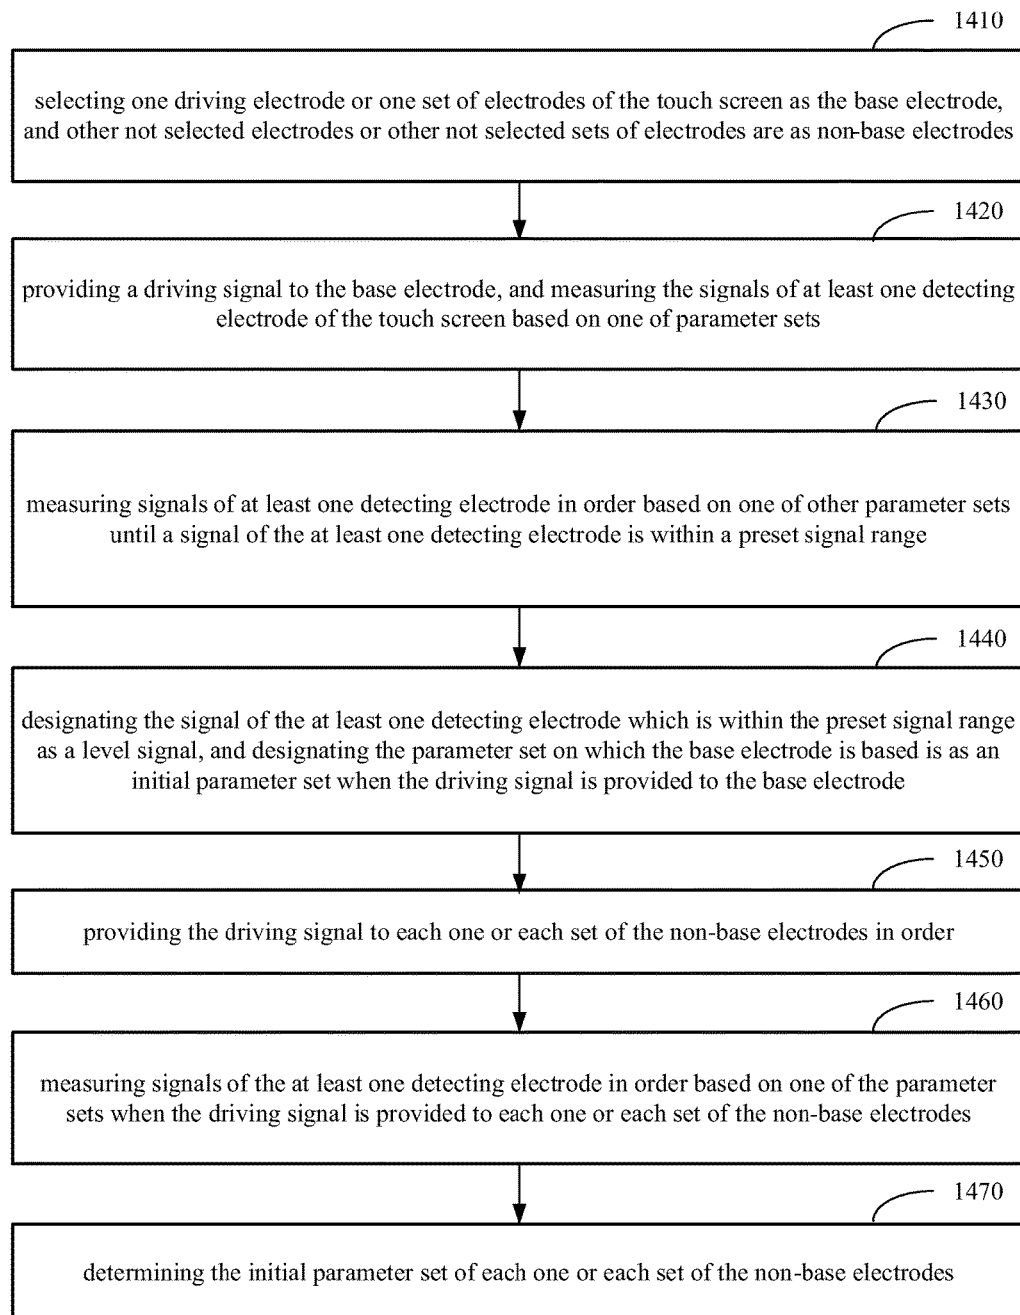 1410
selecting one driving electrode or one set of electrodes of the touch screen as the base electrode,
and other not selected electrodes or other not selected sets of electrodes are as non-base electrodes
1420
providing a driving signal to the base electrode, and measuring the signals of at least one detecting
electrode of the touch screen based on one of parameter sets
1430
measuring signals of at least one detecting electrode in order based on one of other parameter sets
until a signal of the at least one detecting electrode is within a preset signal range
1440
designating the signal of the at least one detecting electrode which is within the preset signal range
as a level signal, and designating the parameter set on which the base electrode is based is as an
initial parameter set when the driving signal is provided to the base electrode
1450
providing the driving signal to each one or each set of the non-base electrodes in order
1460
measuring signals of the at least one detecting electrode in order based on one of the parameter
sets when the driving signal is provided to each one or each set of the non-base electrodes
1470
determining the initial parameter set of each one or each set of the non-base electrodes